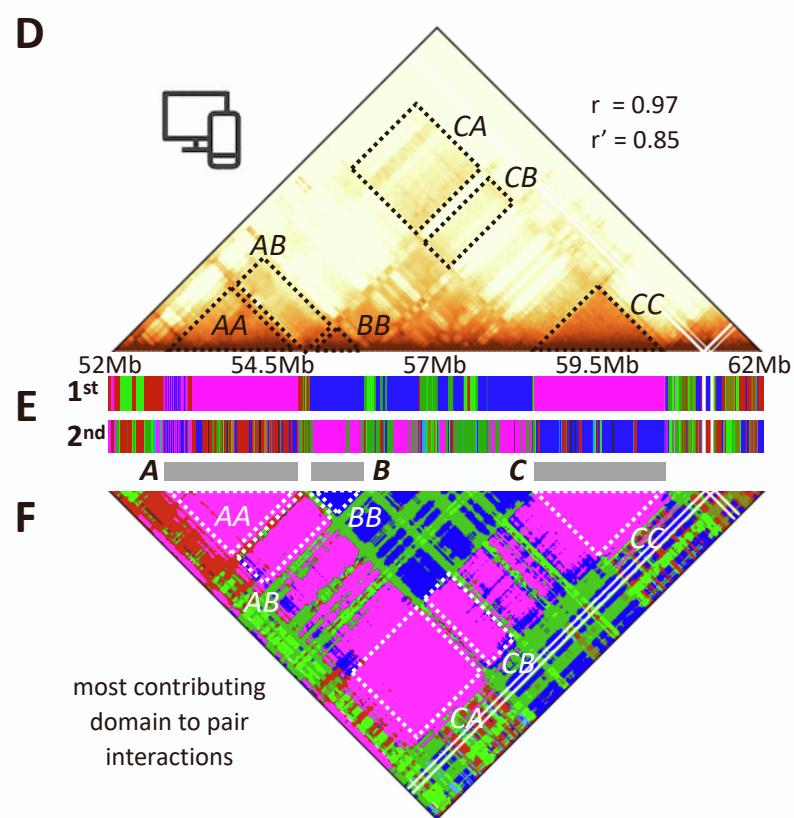 D
r = 0.97
r’ = 0.85
CA
CB
AB
AA
BB
CC
52Mb 54.5Mb 57Mb 59.5Mb 62Mb
1st
E
2nd
A B C
F
AA BB CC
AB
CB
CA
most contributing
domain to pair
interactions